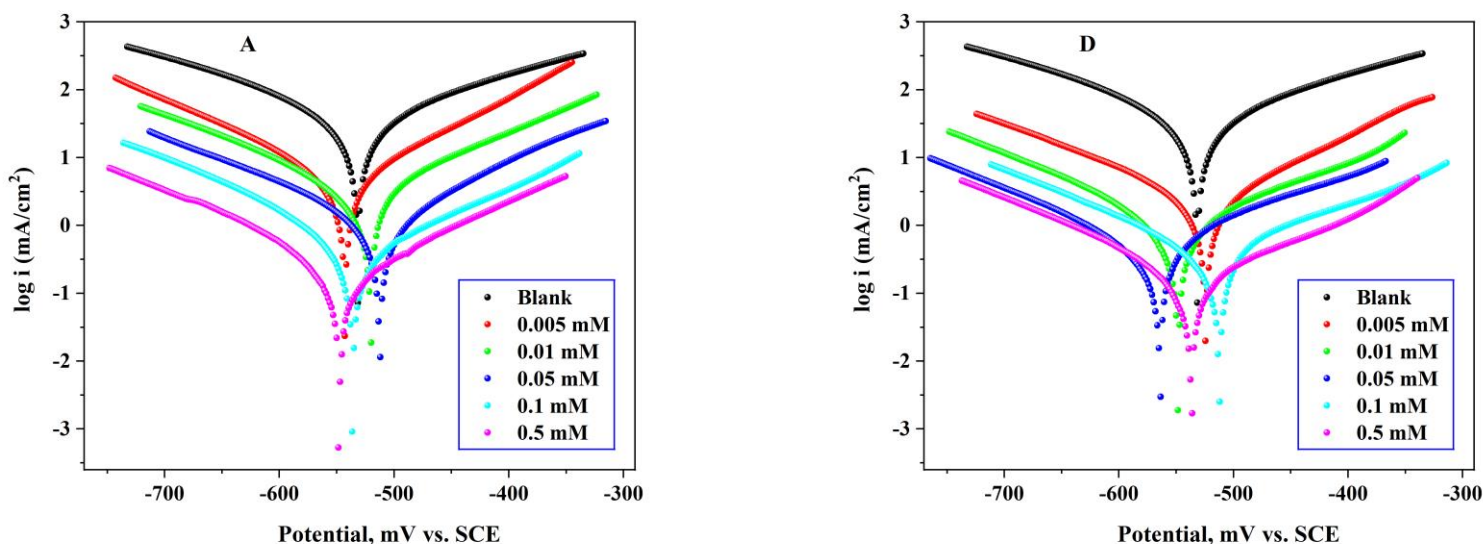 A
log i (mA/cm²)
3
2
1
0
-1
-2
-3
Blank
0.005 mM
0.01 mM
0.05 mM
0.1 mM
0.5 mM
-700 -600 -500 -400 -300
Potential, mV vs. SCE
D
log i (mA/cm²)
3
2
1
0
-1
-2
-3
Blank
0.005 mM
0.01 mM
0.05 mM
0.1 mM
0.5 mM
-700 -600 -500 -400 -300
Potential, mV vs. SCE